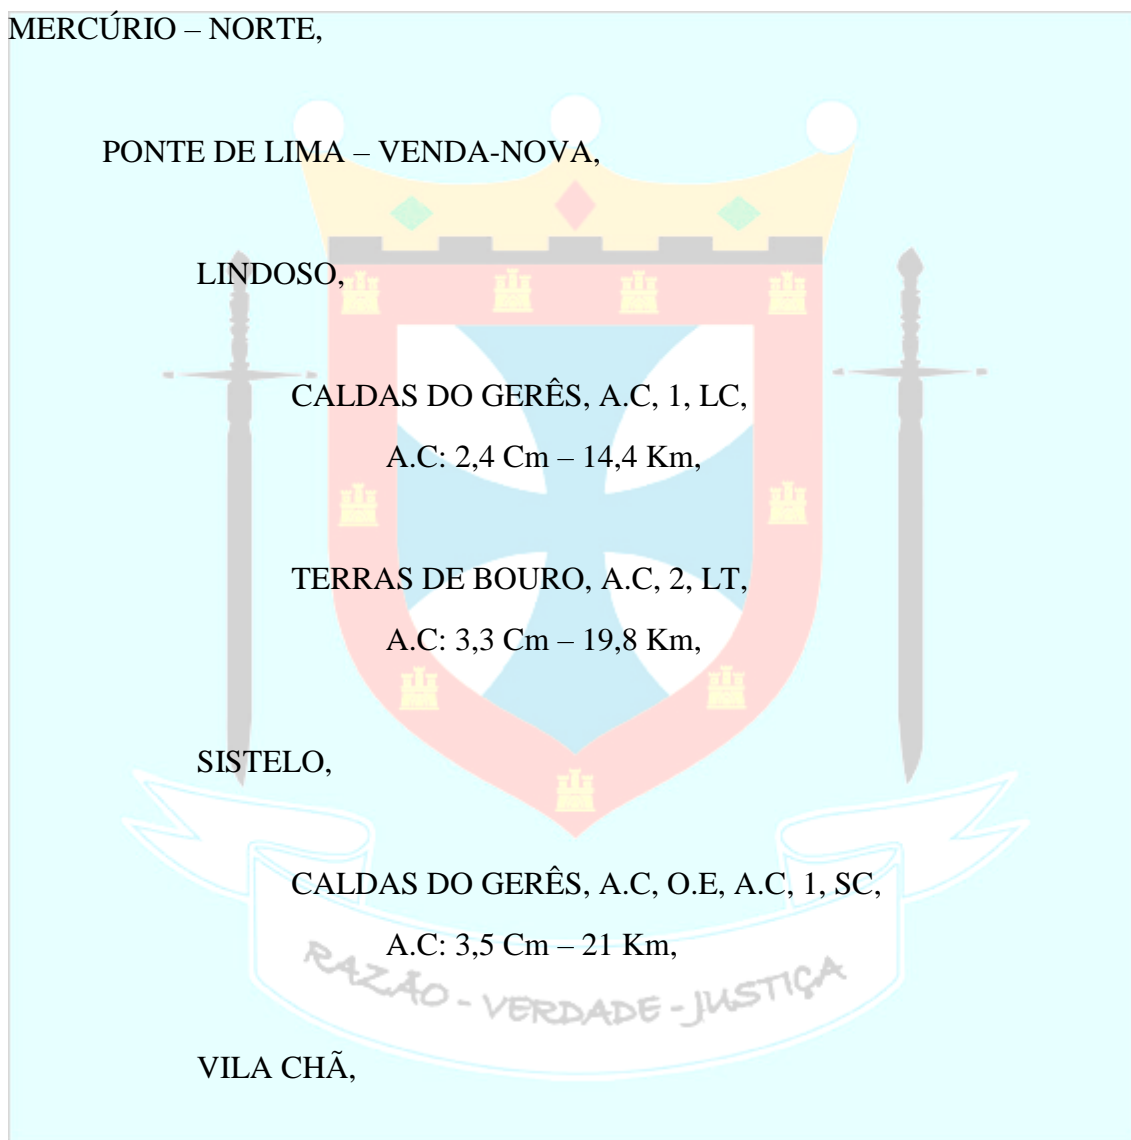 MERCÚRIO – NORTE,
PONTE DE LIMA – VENDA-NOVA,
LINDOSO,
CALDAS DO GERÊS, A.C, 1, LC,
A.C: 2,4 Cm – 14,4 Km,
TERRAS DE BOURO, A.C, 2, LT,
A.C: 3,3 Cm – 19,8 Km,
SISTELO,
CALDAS DO GERÊS, A.C, O.E, A.C, 1, SC,
A.C: 3,5 Cm – 21 Km,
RAZÃO - VERDADE - JUSTIÇA
VILA CHÃ,